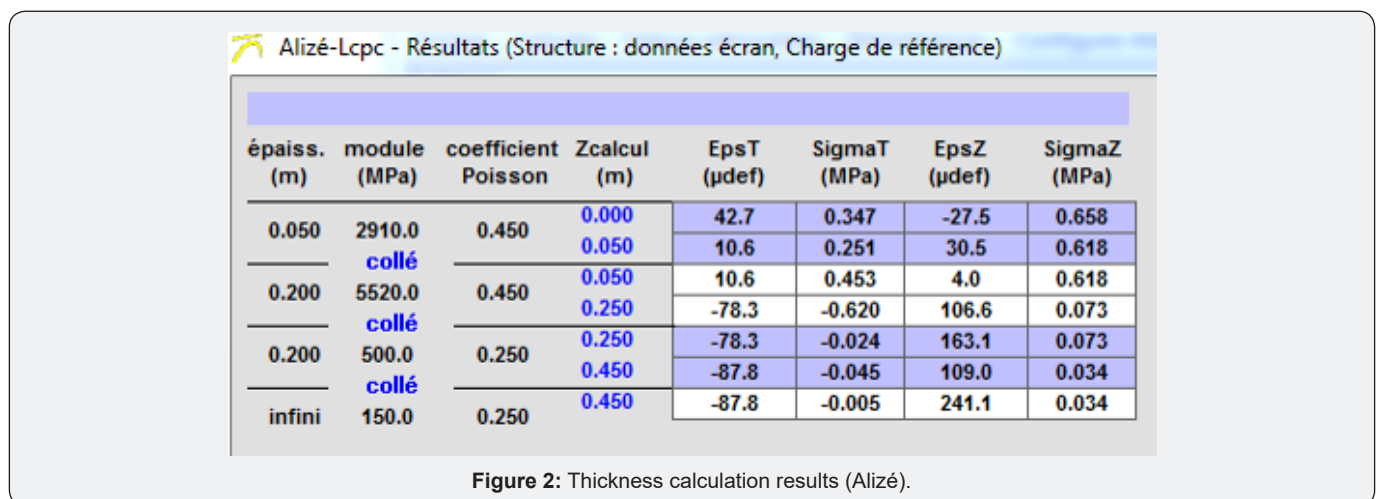 Alizé-Lcpc - Résultats (Structure : données écran, Charge de référence)
épaiss. module coefficient Zcalcul EpsT SigmaT EpsZ SigmaZ
(m) (MPa) Poisson (m) (µdef) (MPa) (µdef) (MPa)
0.000 42.7 0.347 -27.5 0.658
0.050 2910.0 0.450
0.050 10.6 0.251 30.5 0.618
collé
0.050 10.6 0.453 4.0 0.618
0.200 5520.0 0.450
0.250 -78.3 -0.620 106.6 0.073
collé
0.250 -78.3 -0.024 163.1 0.073
0.200 500.0 0.250
0.450 -87.8 -0.045 109.0 0.034
collé
0.450 -87.8 -0.005 241.1 0.034
infini 150.0 0.250
Figure 2: Thickness calculation results (Alizé).